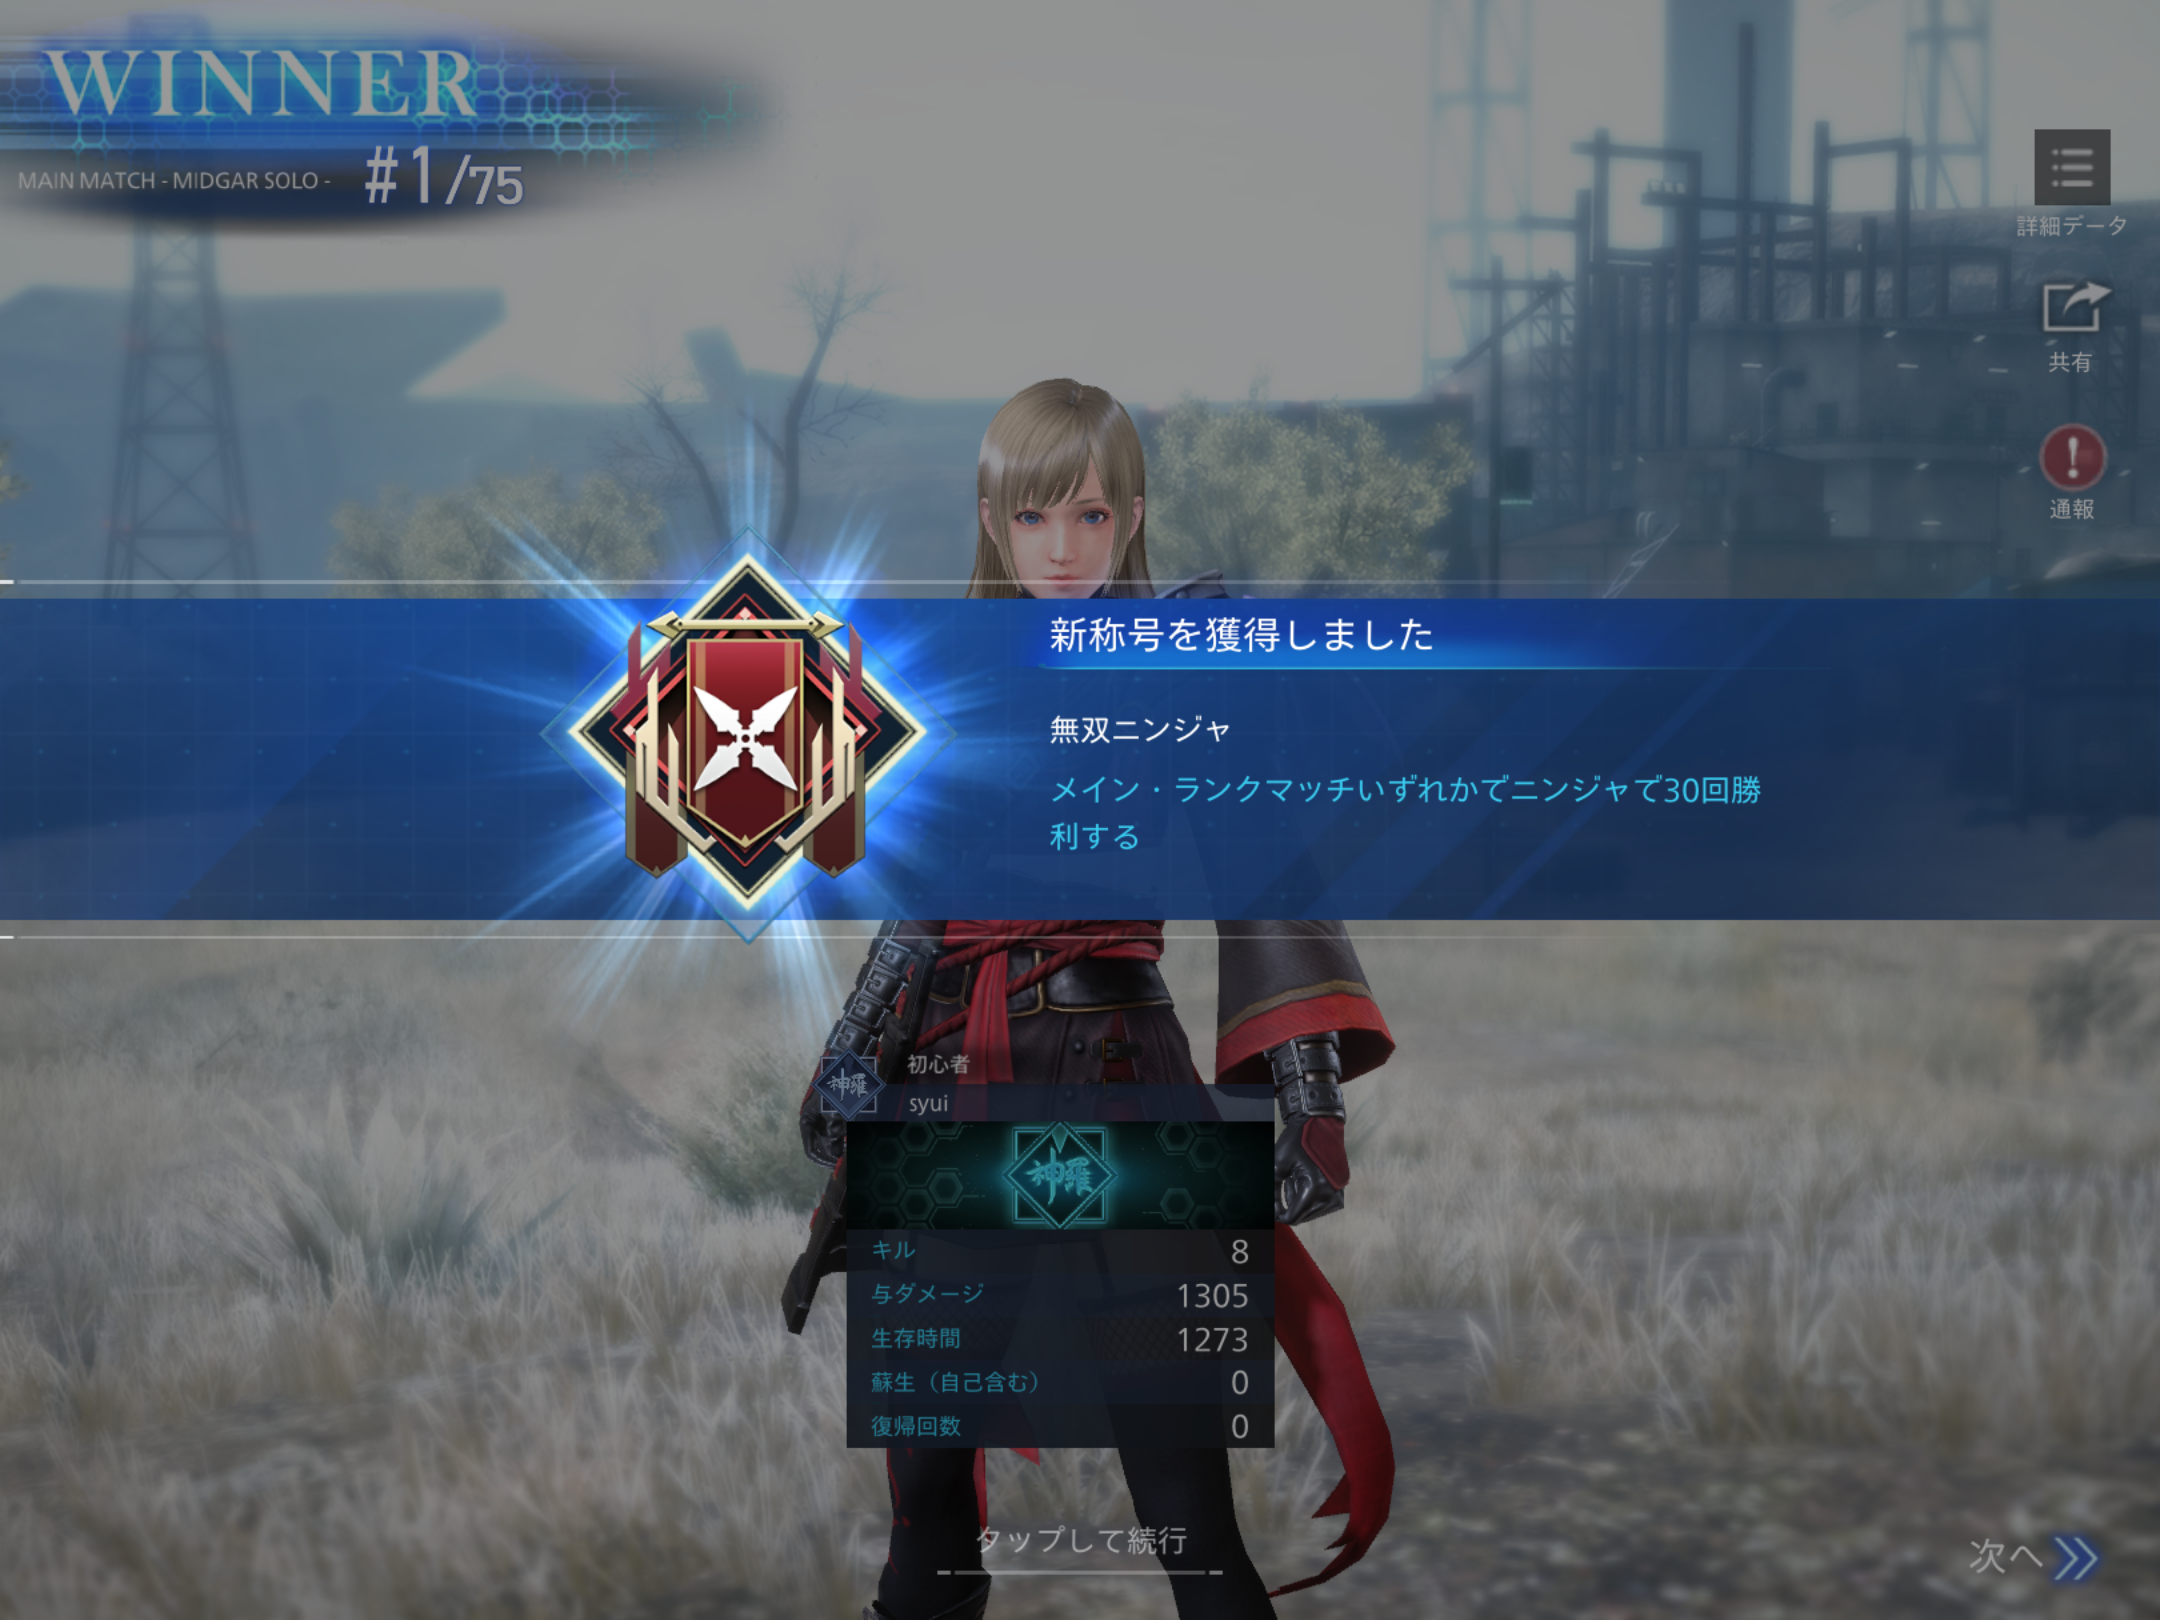 WINNER
MAIN MATCH - MIDGAR SOLO - #1/75
詳細データ
共有
通報
新称号を獲得しました
無双ニンジャ
メイン・ランクマッチいずれかでニンジャで30回勝
利する
神羅
初心者
syui
神羅
キル 8
与ダメージ 1305
生存時間 1273
蘇生（自己含む） 0
復帰回数 0
タップして続行
次へ